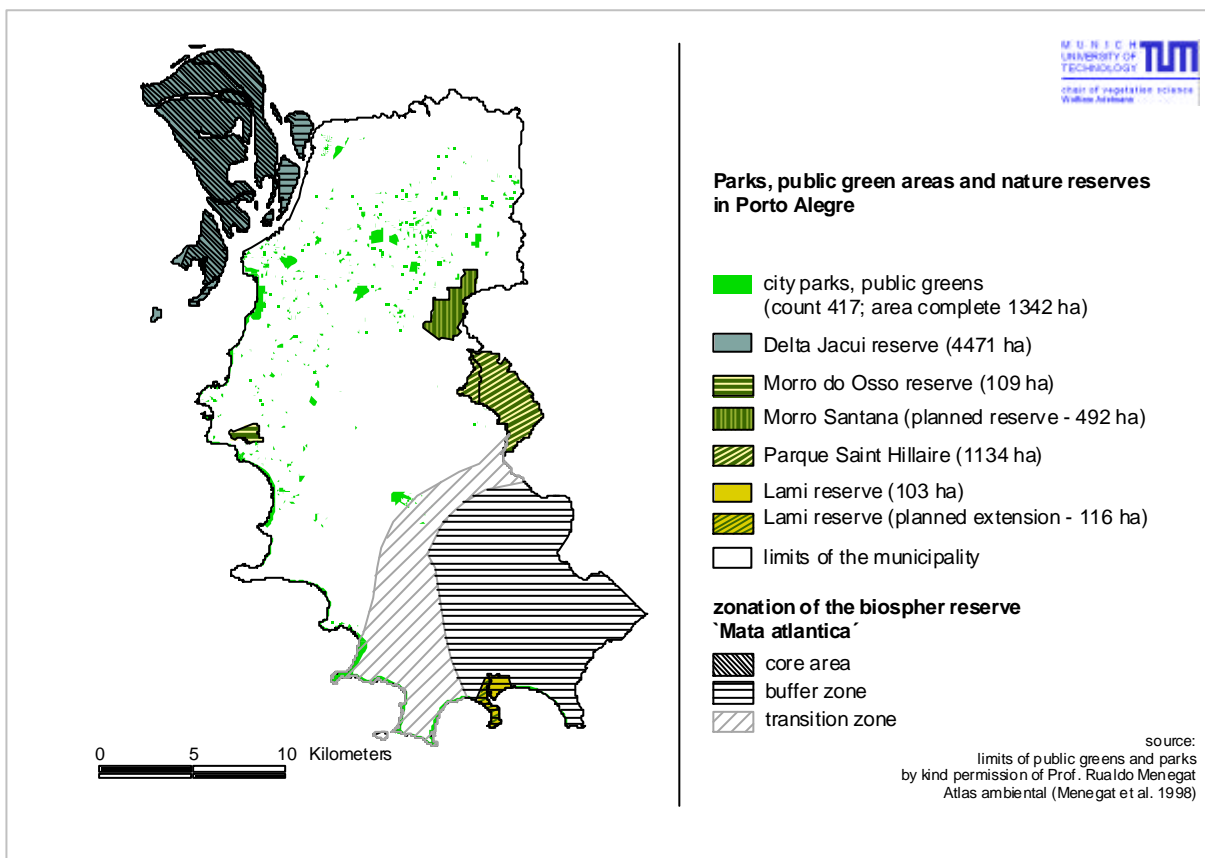 MUNICH
UNIVERSITY OF
TECHNOLOGY
TUM
chair of vegetation science
Parks, public green areas and nature reserves
in Porto Alegre
city parks, public greens
(count 417; area complete 1342 ha)
Delta Jacui reserve (4471 ha)
Morro do Osso reserve (109 ha)
Morro Santana (planned reserve - 492 ha)
Parque Saint Hillaire (1134 ha)
Lami reserve (103 ha)
Lami reserve (planned extension - 116 ha)
limits of the municipality
zonation of the biospher reserve
`Mata atlantica´
core area
buffer zone
transition zone
0 5 10 Kilometers
source:
limits of public greens and parks
by kind permission of Prof. Rualdo Menegat
Atlas ambiental (Menegat et al. 1998)